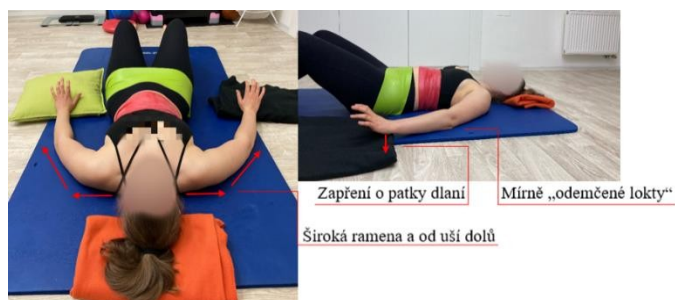 Zapření o patky dlaní
Mírně „odemčené lokty“
Široká ramena a od uší dolů